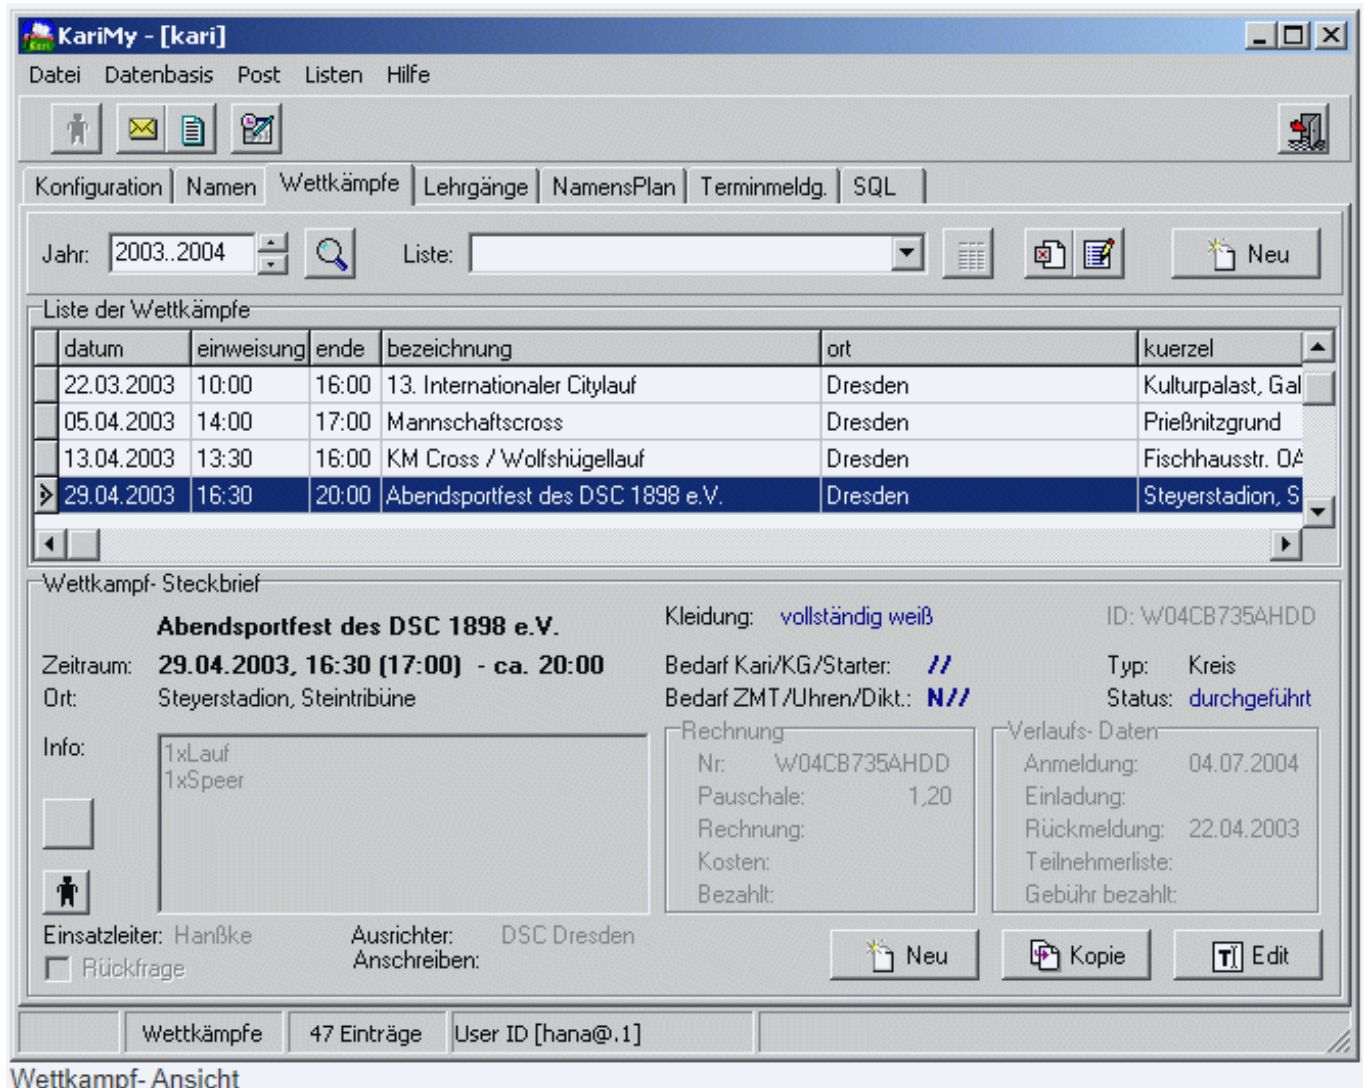 KariMy - [kari]
Datei Datenbasis Post Listen Hilfe
Konfiguration Namen Wettkämpfe Lehrgänge NamensPlan Terminmeldg. SQL
Jahr: 2003..2004 Liste: Neu
Liste der Wettkämpfe
datum einweisung ende bezeichnung ort kuerzel
22.03.2003 10:00 16:00 13. Internationaler Citylauf Dresden Kulturpalast, Gal
05.04.2003 14:00 17:00 Mannschaftscross Dresden Prießnitzgrund
13.04.2003 13:30 16:00 KM Cross / Wolfshügellauf Dresden Fischhausstr. OA
29.04.2003 16:30 20:00 Abendsportfest des DSC 1898 e.V. Dresden Steyerstadion, S
Wettkampf- Steckbrief
Abendsportfest des DSC 1898 e.V. Kleidung: vollständig weiß ID: W04CB735AHDD
Zeitraum: 29.04.2003, 16:30 (17:00) - ca. 20:00 Bedarf Kari/KG/Starter: // Typ: Kreis
Ort: Steyerstadion, Steintribüne Bedarf ZMT/Uhren/Dikt.: N// Status: durchgeführt
Info: 1xLauf Rechnung Verlaufs- Daten
1xSpeer Nr: W04CB735AHDD Anmeldung: 04.07.2004
Pauschale: 1,20 Einladung:
Rechnung: Rückmeldung: 22.04.2003
Kosten: Teilnehmerliste:
Bezahlt: Gebühr bezahlt:
Einsatzleiter: Hanßke Ausrichter: DSC Dresden
Rückfrage Anschreiben: Neu Kopie Edit
Wettkämpfe 47 Einträge User ID [hana@.1]
Wettkampf- Ansicht